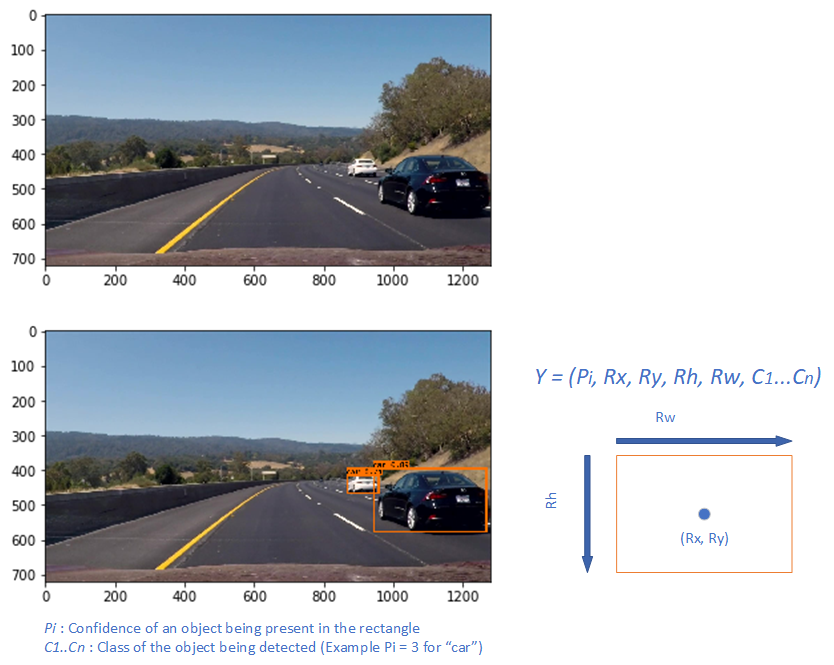 0
100
200
300
400
500
600
700
0 200 400 600 800 1000 1200
0
100
200
300
400
500
600
700
0 200 400 600 800 1000 1200
car
car
Y = (Pi, Rx, Ry, Rh, Rw, C1...Cn)
Rw
Rh
(Rx, Ry)
Pi : Confidence of an object being present in the rectangle
C1..Cn : Class of the object being detected (Example Pi = 3 for “car”)